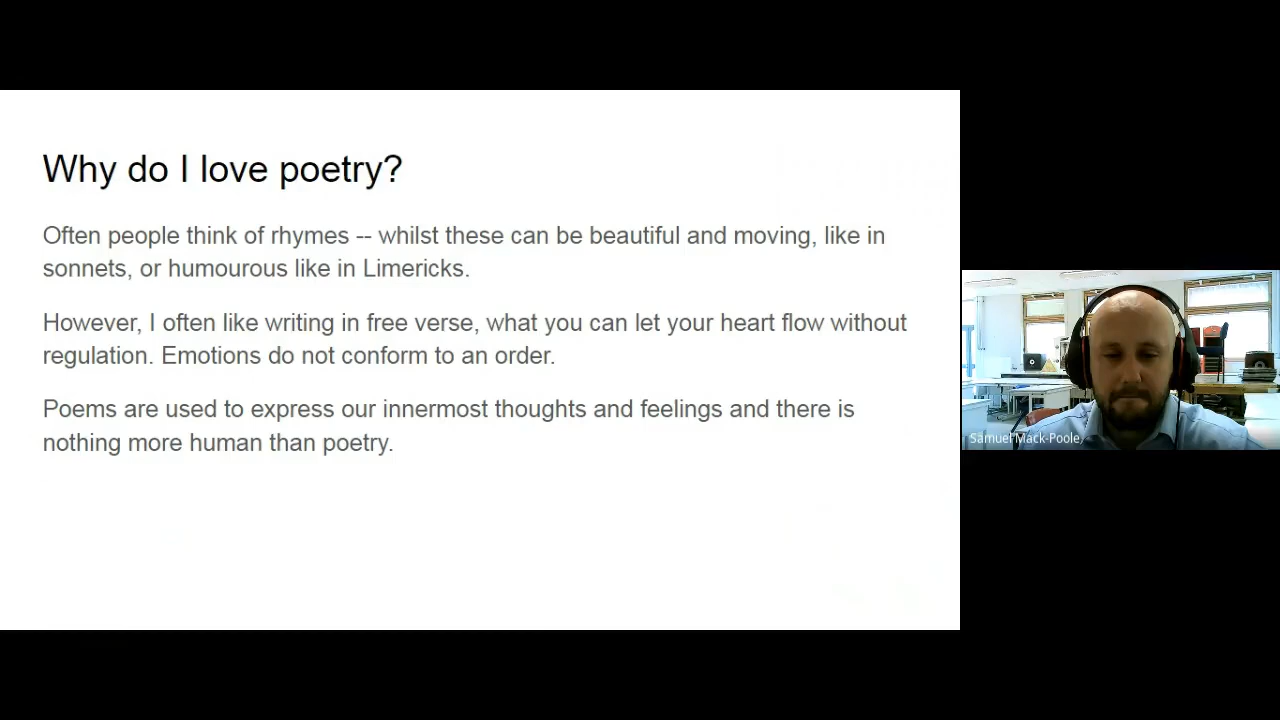 Why do I love poetry?
Often people think of rhymes -- whilst these can be beautiful and moving, like in
sonnets, or humourous like in Limericks.
However, I often like writing in free verse, what you can let your heart flow without
regulation. Emotions do not conform to an order.
Poems are used to express our innermost thoughts and feelings and there is
nothing more human than poetry.
Samuel Mack-Poole